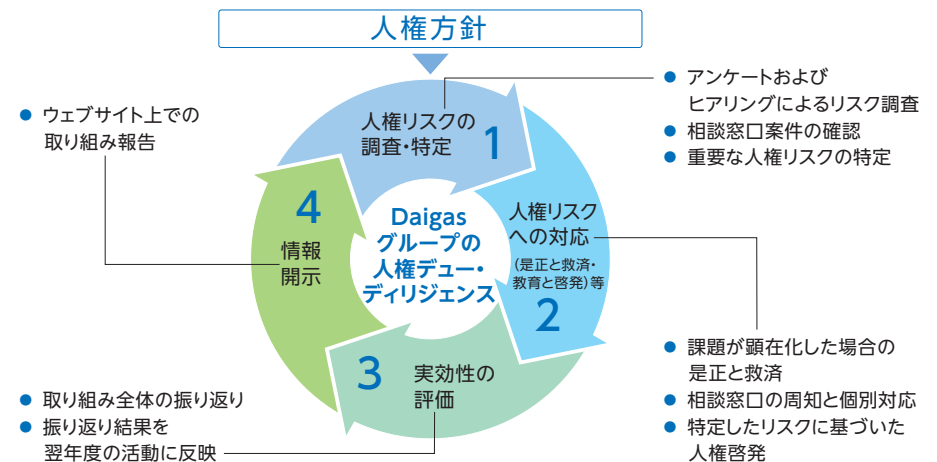 人権方針
人権リスクの
調査・特定
1
● アンケートおよび
ヒアリングによるリスク調査
● 相談窓口案件の確認
● 重要な人権リスクの特定
人権リスク
への対応
(是正と救済・
教育と啓発)等
2
● 課題が顕在化した場合の
是正と救済
● 相談窓口の周知と個別対応
● 特定したリスクに基づいた
人権啓発
3
実効性の
評価
● 取り組み全体の振り返り
● 振り返り結果を
翌年度の活動に反映
4
情報
開示
● ウェブサイト上での
取り組み報告
Daigas
グループの
人権デュー・
ディリジェンス